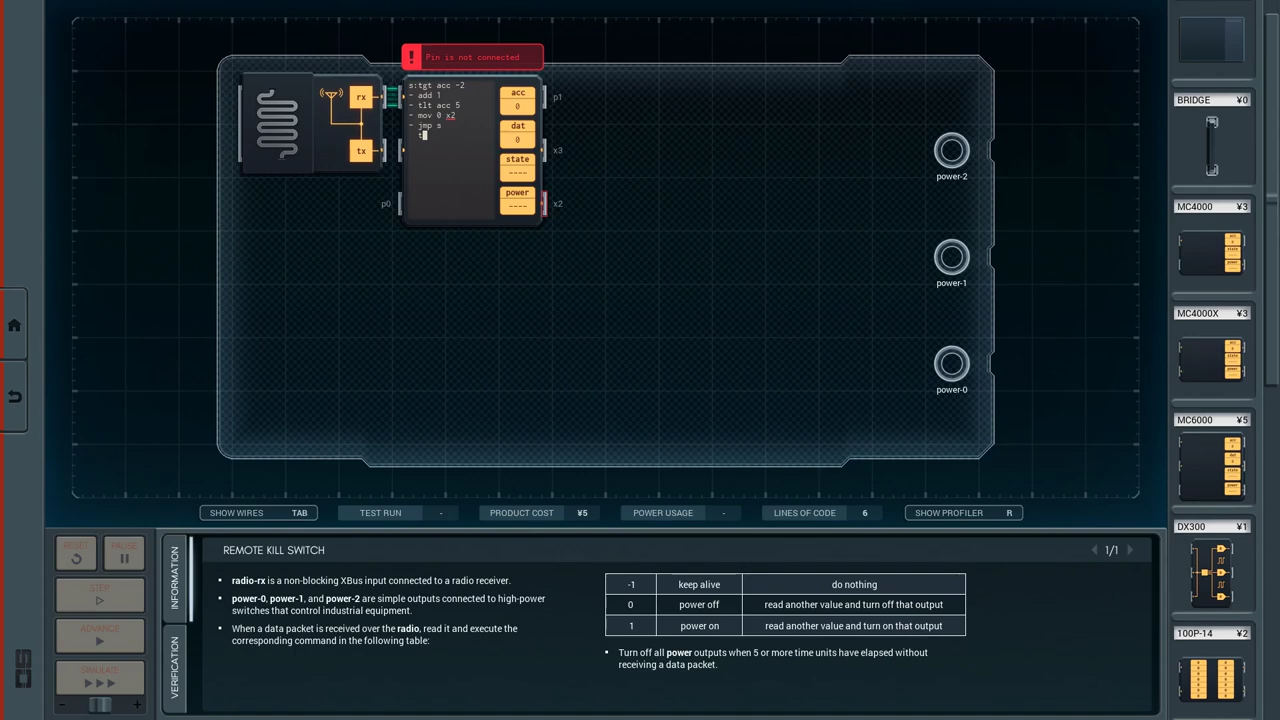 ! Pin is not connected
s:tgt acc -2
- add 1
- tlt acc 5
- mov 0 x2
- jmp s
t
rx
tx
p0
acc
0
dat
0
state
----
power
----
p1
x3
x2
power-2
power-1
power-0
BRIDGE ¥0
MC4000 ¥3
MC4000X ¥3
MC6000 ¥5
DX300 ¥1
100P-14 ¥2
SHOW WIRES TAB
TEST RUN -
PRODUCT COST ¥5
POWER USAGE -
LINES OF CODE 6
SHOW PROFILER R
RESET
PAUSE
STEP
ADVANCE
SIMULATE
- +
INFORMATION
VERIFICATION
REMOTE KILL SWITCH
1/1
radio-rx is a non-blocking XBus input connected to a radio receiver.
power-0, power-1, and power-2 are simple outputs connected to high-power
switches that control industrial equipment.
When a data packet is received over the radio, read it and execute the
corresponding command in the following table:
-1 keep alive do nothing
0 power off read another value and turn off that output
1 power on read another value and turn on that output
Turn off all power outputs when 5 or more time units have elapsed without
receiving a data packet.